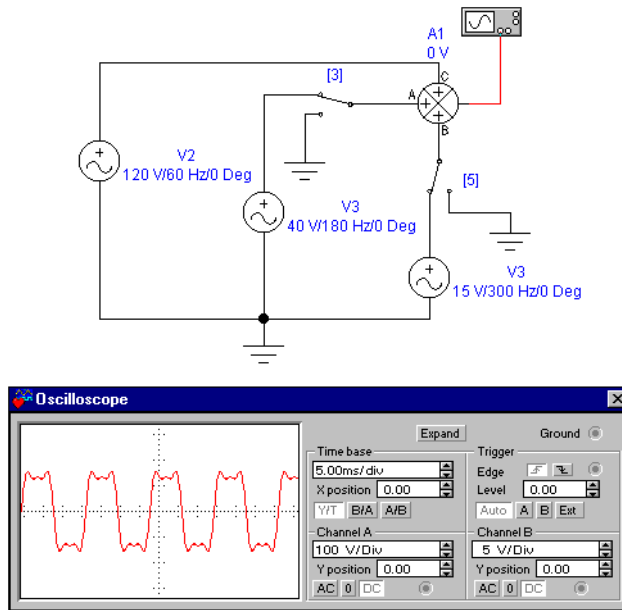 A1
0 V
[3]
C
A
B
V2
120 V/60 Hz/0 Deg
[5]
V3
40 V/180 Hz/0 Deg
V3
15 V/300 Hz/0 Deg
Oscilloscope
Expand
Ground
Time base
5.00ms/div
X position 0.00
Y/T B/A A/B
Trigger
Edge
Level 0.00
Auto A B Ext
Channel A
100 V/Div
Y position 0.00
AC 0 DC
Channel B
5 V/Div
Y position 0.00
AC 0 DC